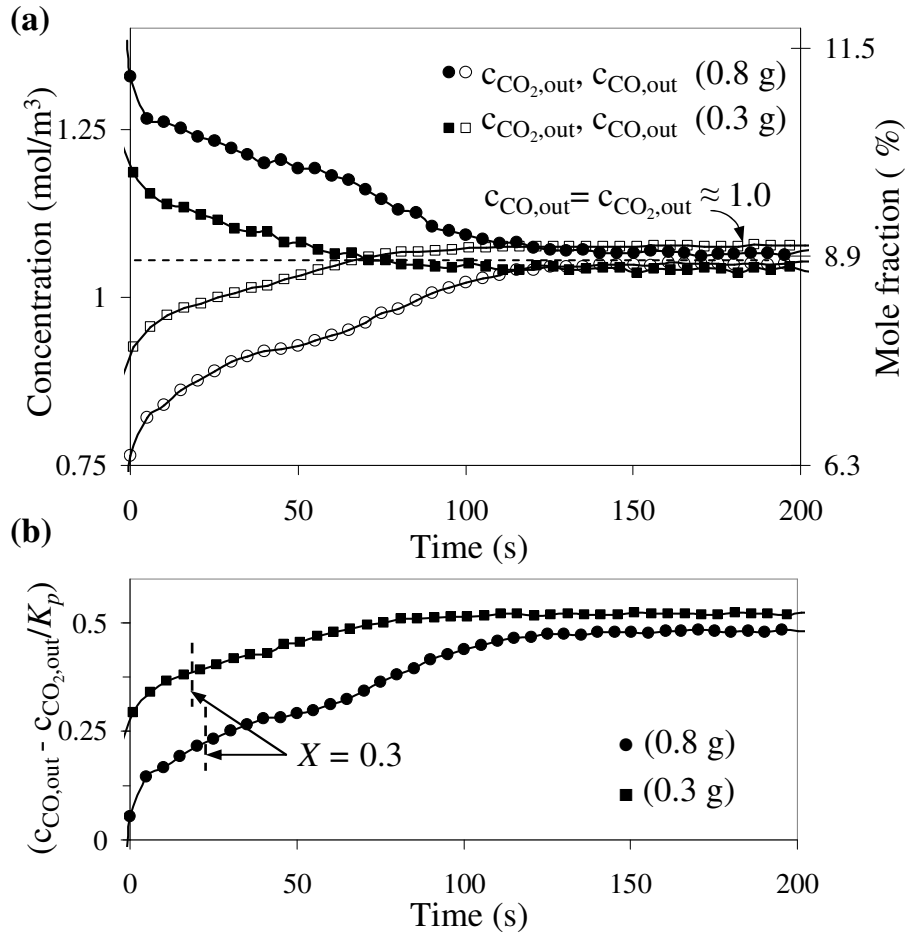 (a)
Concentration (mol/m³)
1.25
1
0.75
11.5
8.9
6.3
Mole fraction ( %)
c_CO₂,out, c_CO,out (0.8 g)
c_CO₂,out, c_CO,out (0.3 g)
c_CO,out = c_CO₂,out ≈ 1.0
0 50 100 150 200
Time (s)
(b)
(c_CO,out - c_CO₂,out/K_p)
0.5
0.25
0
X = 0.3
(0.8 g)
(0.3 g)
0 50 100 150 200
Time (s)